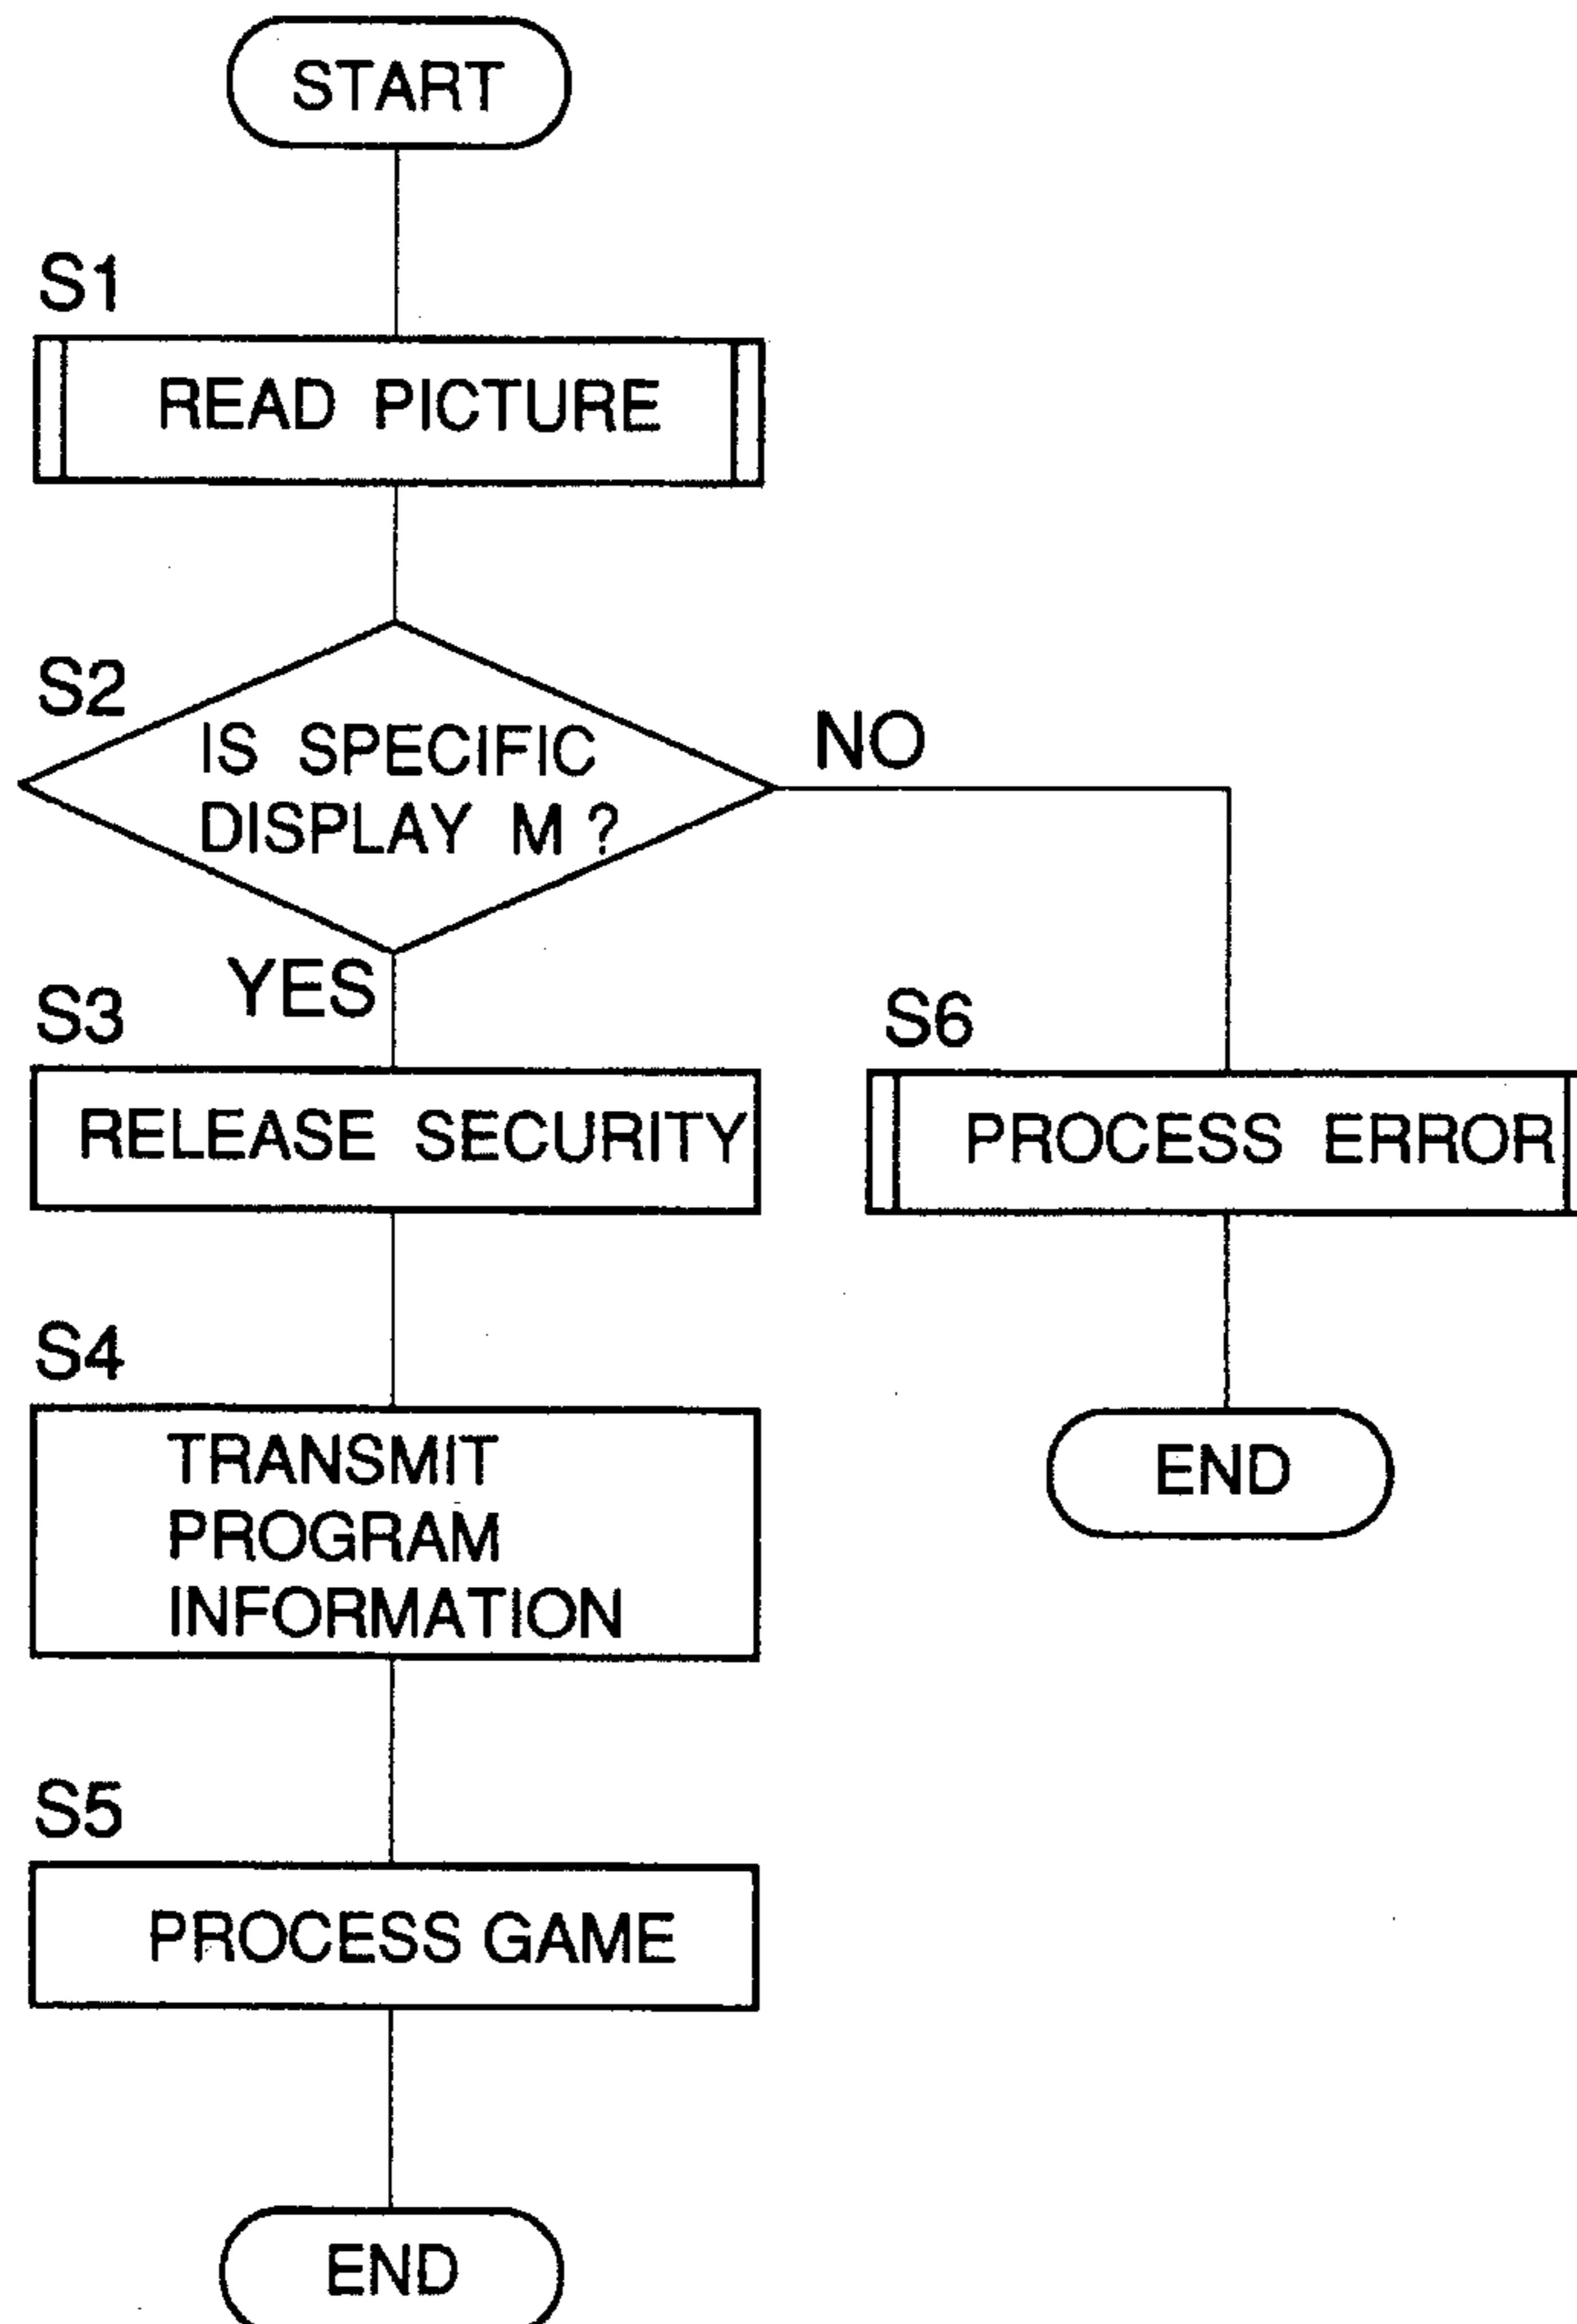 START
S1
READ PICTURE
S2
IS SPECIFIC
DISPLAY M ?
NO
YES
S3
RELEASE SECURITY
S6
PROCESS ERROR
S4
TRANSMIT
PROGRAM
INFORMATION
END
S5
PROCESS GAME
END